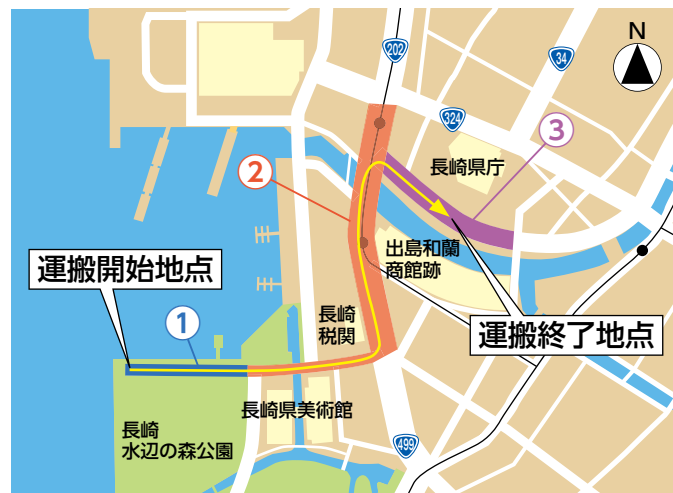 N
202
34
324
③
長崎県庁
②
出島和蘭
商館跡
運搬開始地点
①
長崎
税関
運搬終了地点
長崎県美術館
長崎
水辺の森公園
499